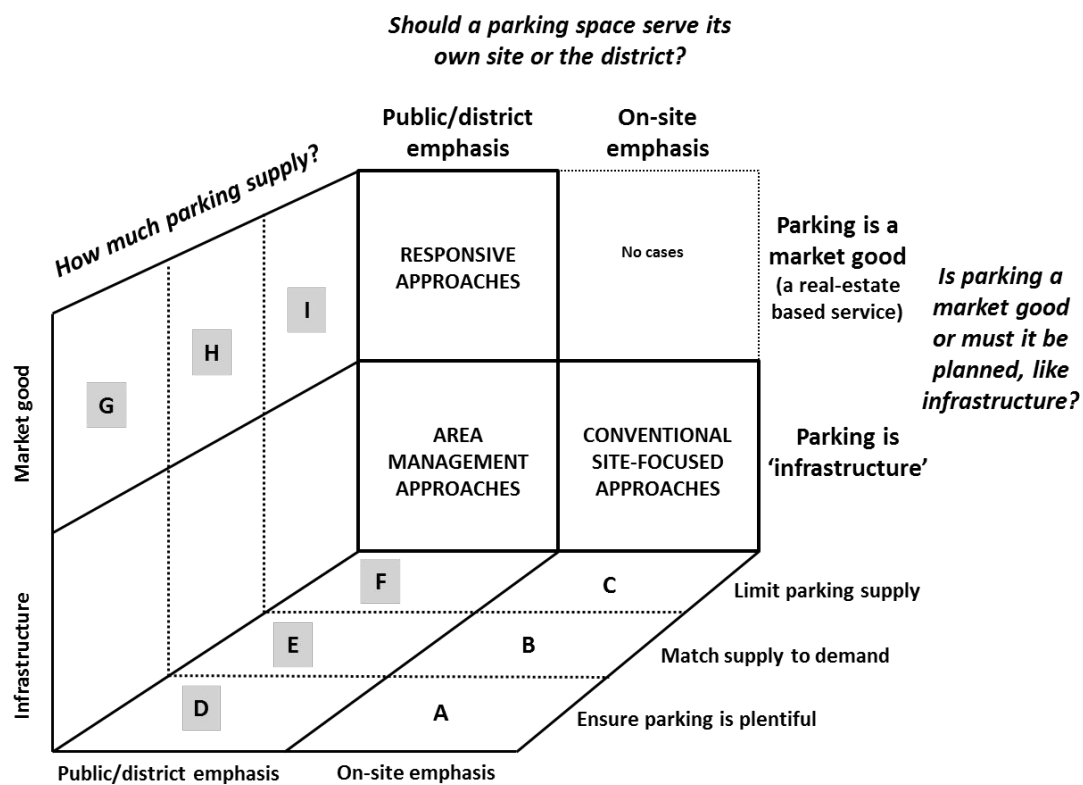 Should a parking space serve its
own site or the district?
Public/district
emphasis
On-site
emphasis
How much parking supply?
RESPONSIVE
APPROACHES
No cases
Parking is a
market good
(a real-estate
based service)
Is parking a
market good
or must it be
planned, like
infrastructure?
I
H
G
Market good
AREA
MANAGEMENT
APPROACHES
CONVENTIONAL
SITE-FOCUSED
APPROACHES
Parking is
‘infrastructure’
Infrastructure
F
C
Limit parking supply
E
B
Match supply to demand
D
A
Ensure parking is plentiful
Public/district emphasis
On-site emphasis